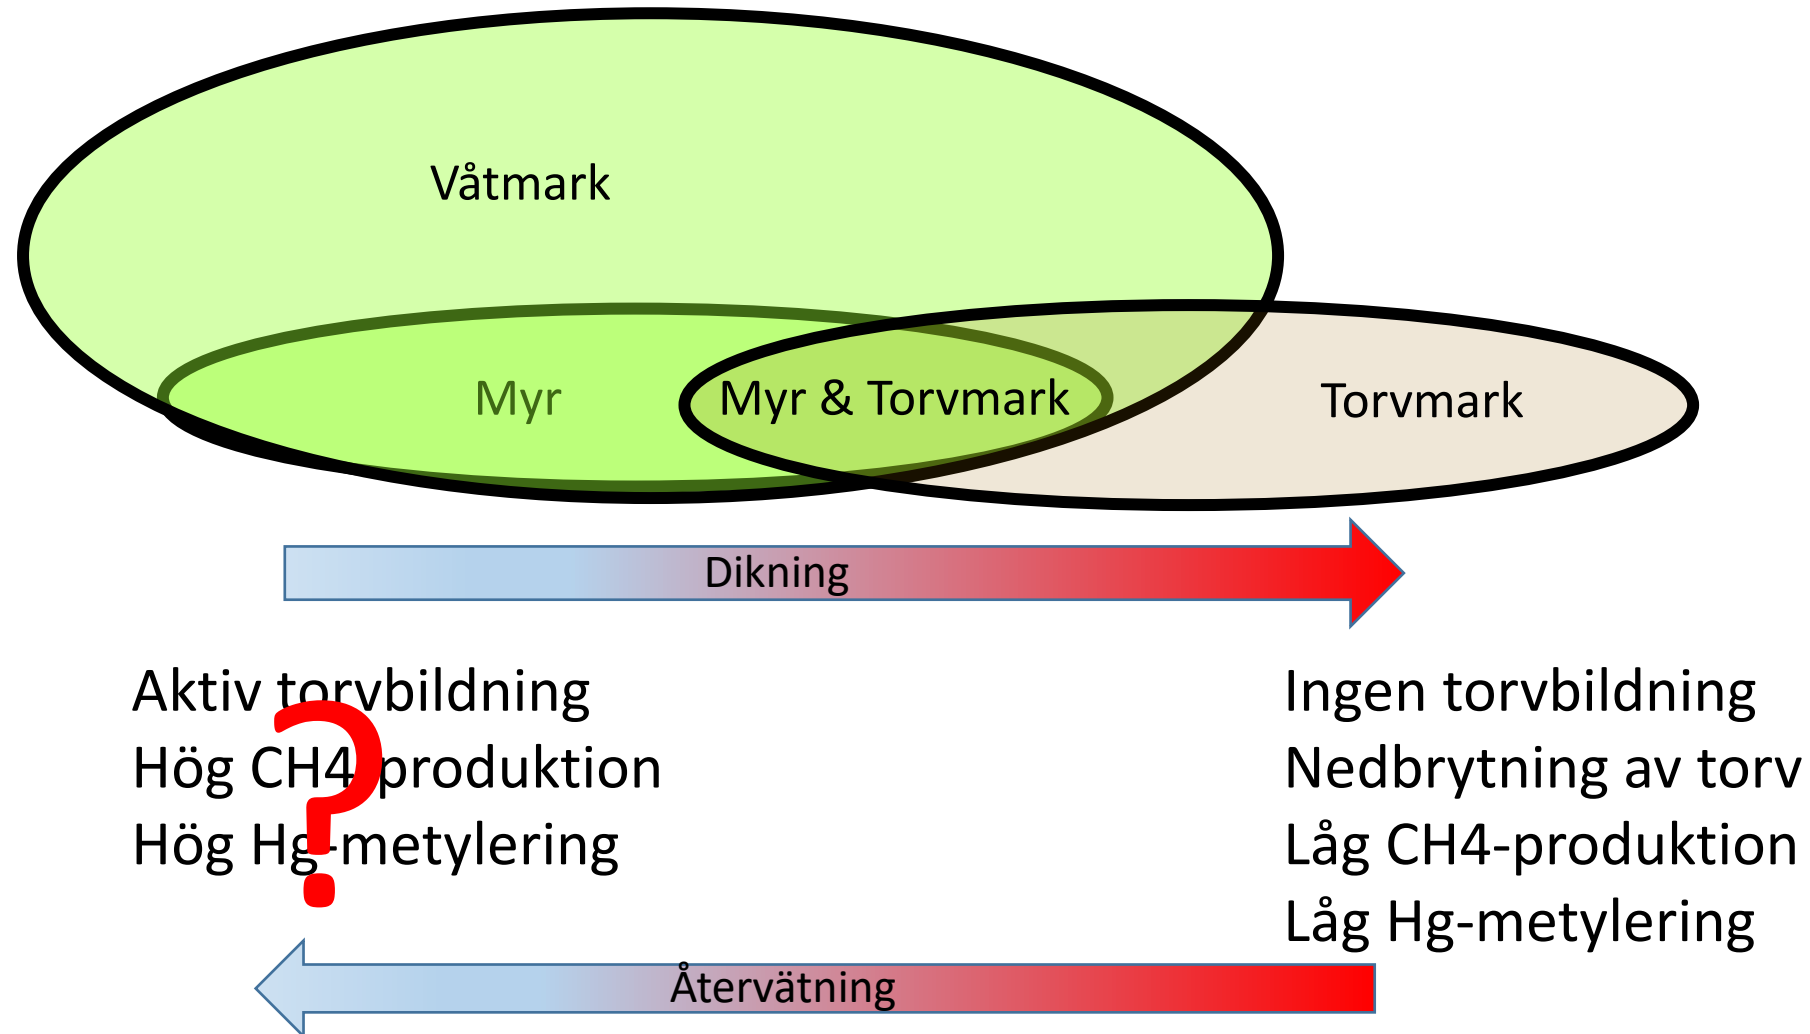 Våtmark
Myr
Myr & Torvmark
Torvmark
Dikning
Aktiv torvbildning
Hög CH4-produktion
Hög Hg-metylering
?
Ingen torvbildning
Nedbrytning av torv
Låg CH4-produktion
Låg Hg-metylering
Återvätning